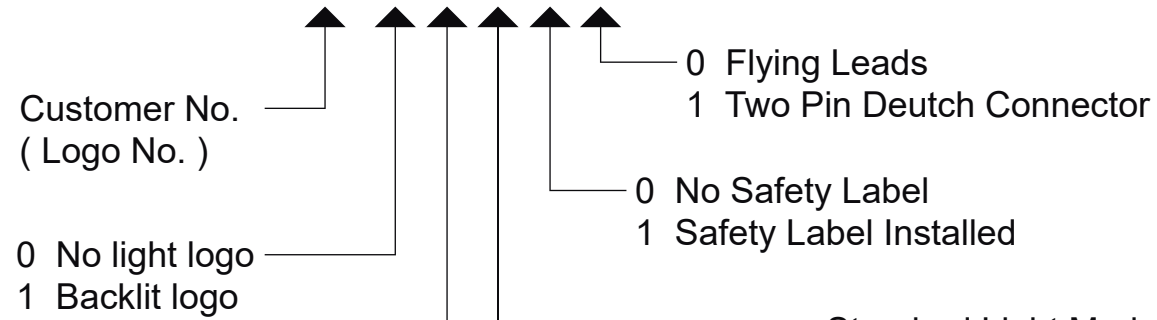 0 Flying Leads
1 Two Pin Deutch Connector
Customer No.
( Logo No. )
0 No Safety Label
1 Safety Label Installed
0 No light logo
1 Backlit logo